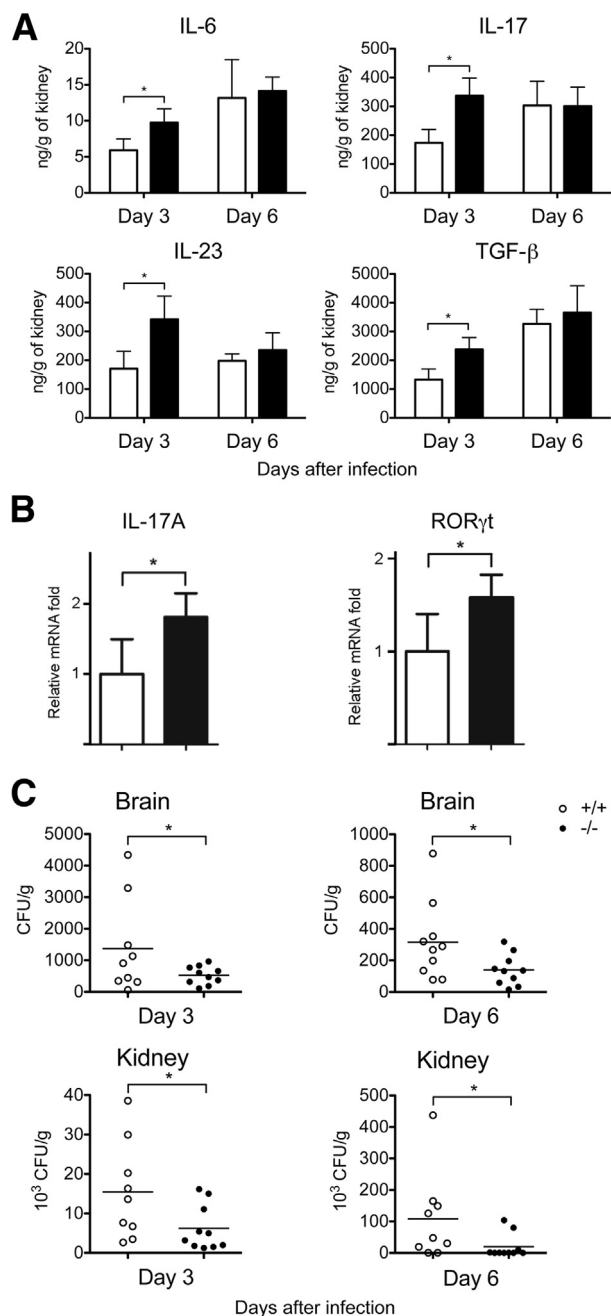 A
IL-6
ng/g of kidney
20
15
10
5
0
*
Day 3
Day 6
IL-17
ng/g of kidney
500
400
300
200
100
0
*
Day 3
Day 6
IL-23
ng/g of kidney
500
400
300
200
100
0
*
Day 3
Day 6
TGF-β
ng/g of kidney
5000
4000
3000
2000
1000
0
*
Day 3
Day 6
Days after infection
B
IL-17A
Relative mRNA fold
2
1
*
RORγt
Relative mRNA fold
2
1
*
C
Brain
CFU/g
5000
4000
3000
2000
1000
0
*
Day 3
Brain
CFU/g
1000
800
600
400
200
0
*
Day 6
+/+
-/-
Kidney
10³ CFU/g
40
30
20
10
0
*
Day 3
Kidney
10³ CFU/g
500
400
300
200
100
0
*
Day 6
Days after infection